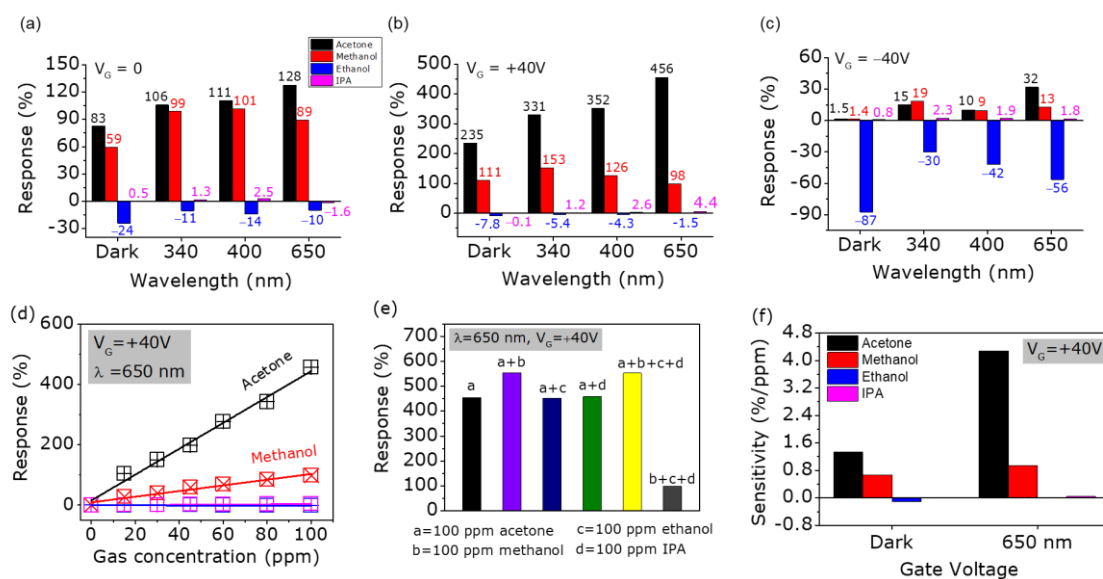 (a)
V_G = 0
Acetone
Methanol
Ethanol
IPA
Response (%)
150
120
90
60
30
0
-30
83
59
−24
0.5
106
99
−11
1.3
111
101
−14
2.5
128
89
−10
−1.6
Dark 340 400 650
Wavelength (nm)
(b)
V_G = +40V
Response (%)
500
400
300
200
100
0
235
111
-7.8
−0.1
331
153
-5.4
1.2
352
126
-4.3
2.6
456
98
-1.5
4.4
Dark 340 400 650
Wavelength (nm)
(c)
V_G = −40V
Response (%)
60
30
0
-30
-60
-90
1.5
1.4
−87
0.8
15
19
−30
2.3
10
9
−42
1.9
32
13
−56
1.8
Dark 340 400 650
Wavelength (nm)
(d)
V_G=+40V
λ =650 nm
Acetone
Methanol
Response (%)
600
400
200
0
0 20 40 60 80 100
Gas concentration (ppm)
(e)
λ=650 nm, V_G=+40V
Response (%)
900
800
700
600
500
400
300
200
100
0
a
a+b
a+c
a+d
a+b+c+d
b+c+d
a=100 ppm acetone c=100 ppm ethanol
b=100 ppm methanol d=100 ppm IPA
(f)
Acetone
Methanol
Ethanol
IPA
V_G=+40V
Sensitivity (%/ppm)
4.8
4.0
3.2
2.4
1.6
0.8
0.0
-0.8
Dark 650 nm
Gate Voltage